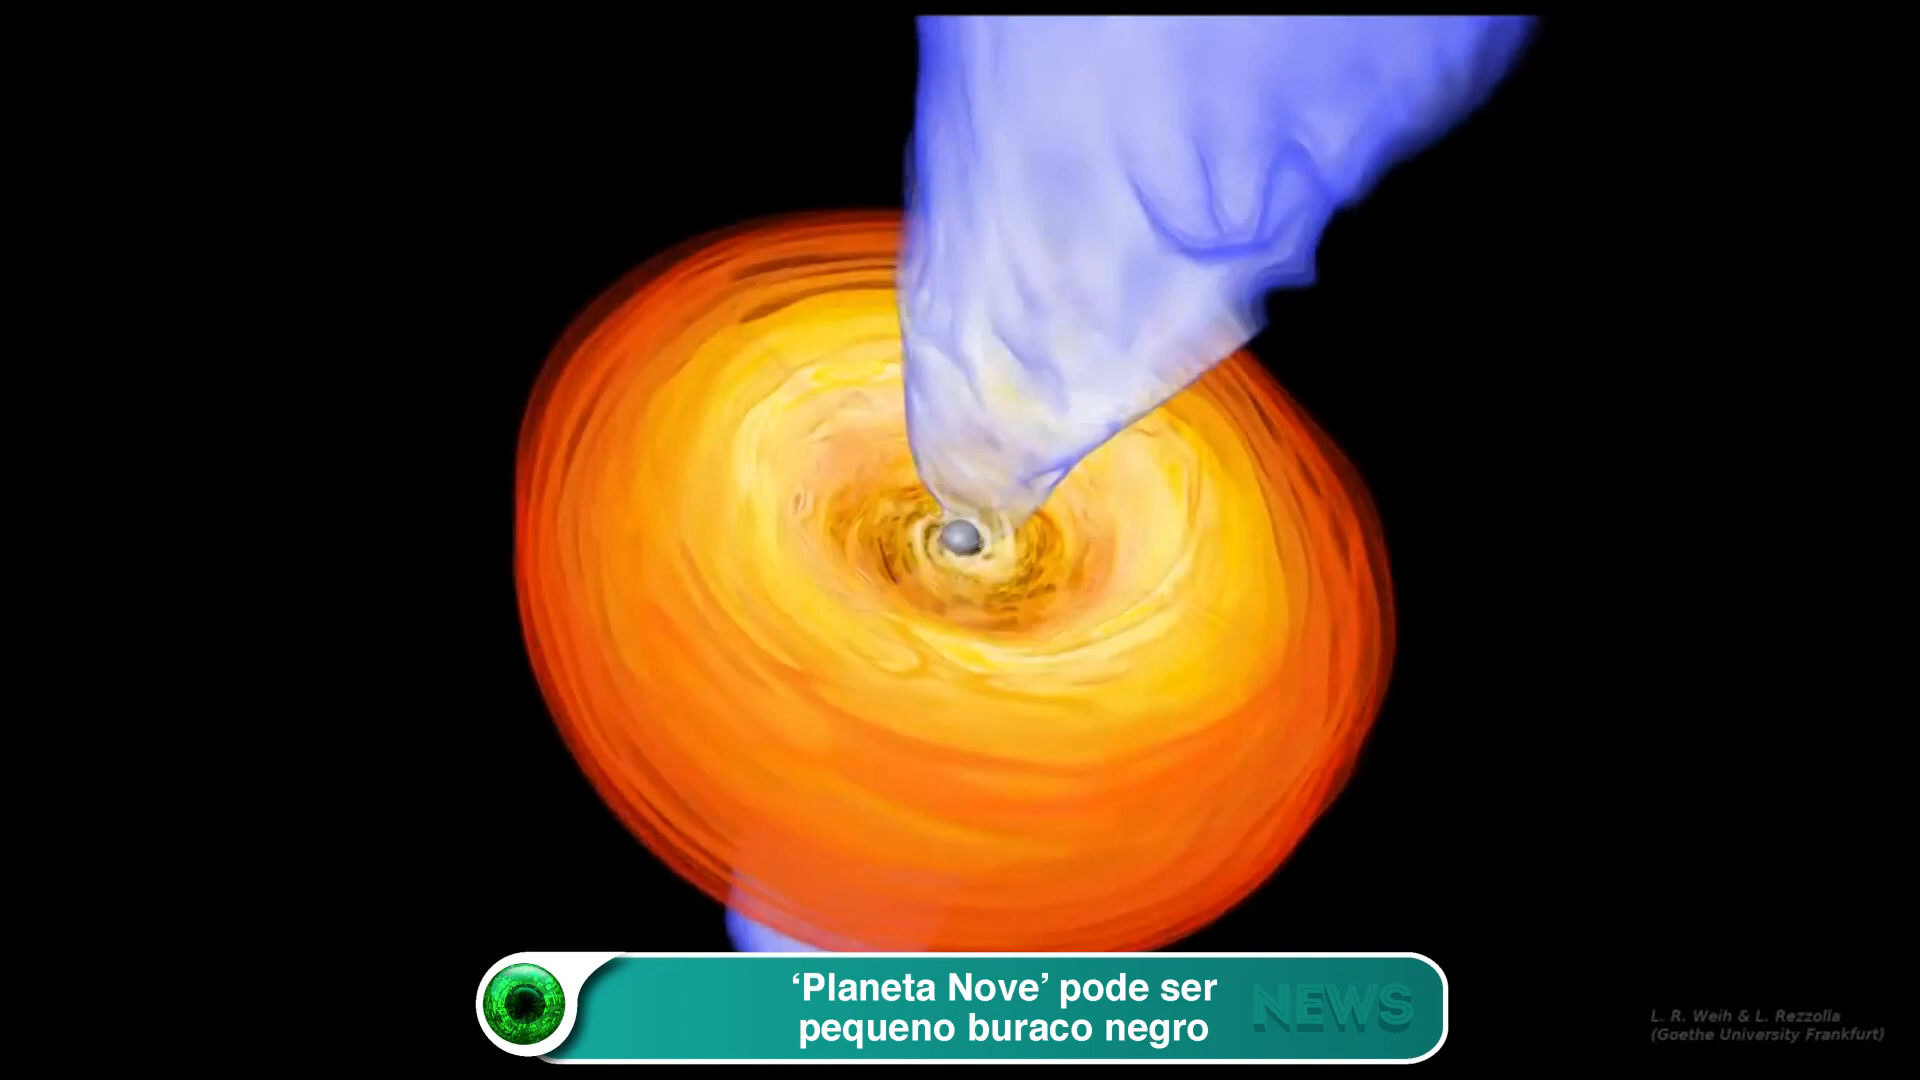 ‘Planeta Nove’ pode ser
pequeno buraco negro
NEWS
L. R. Weih & L. Rezzolla
(Goethe University Frankfurt)